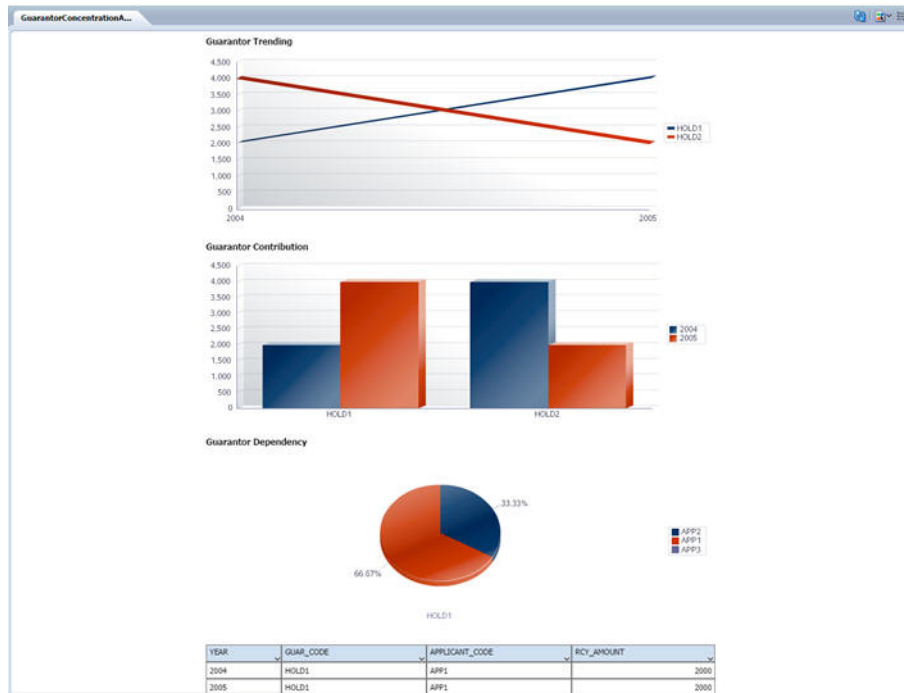 GuarantorConcentrationA...
Guarantor Trending
4,500
4,000
3,500
3,000
2,500
2,000
1,500
1,000
500
0
2004
2005
HOLD1
HOLD2
Guarantor Contribution
4,500
4,000
3,500
3,000
2,500
2,000
1,500
1,000
500
0
HOLD1
HOLD2
2004
2005
Guarantor Dependency
33.33%
66.67%
HOLD1
APP2
APP1
APP3
YEAR GUAR_CODE APPLICANT_CODE RCY_AMOUNT
2004 HOLD1 APP1 2000
2005 HOLD1 APP1 2000